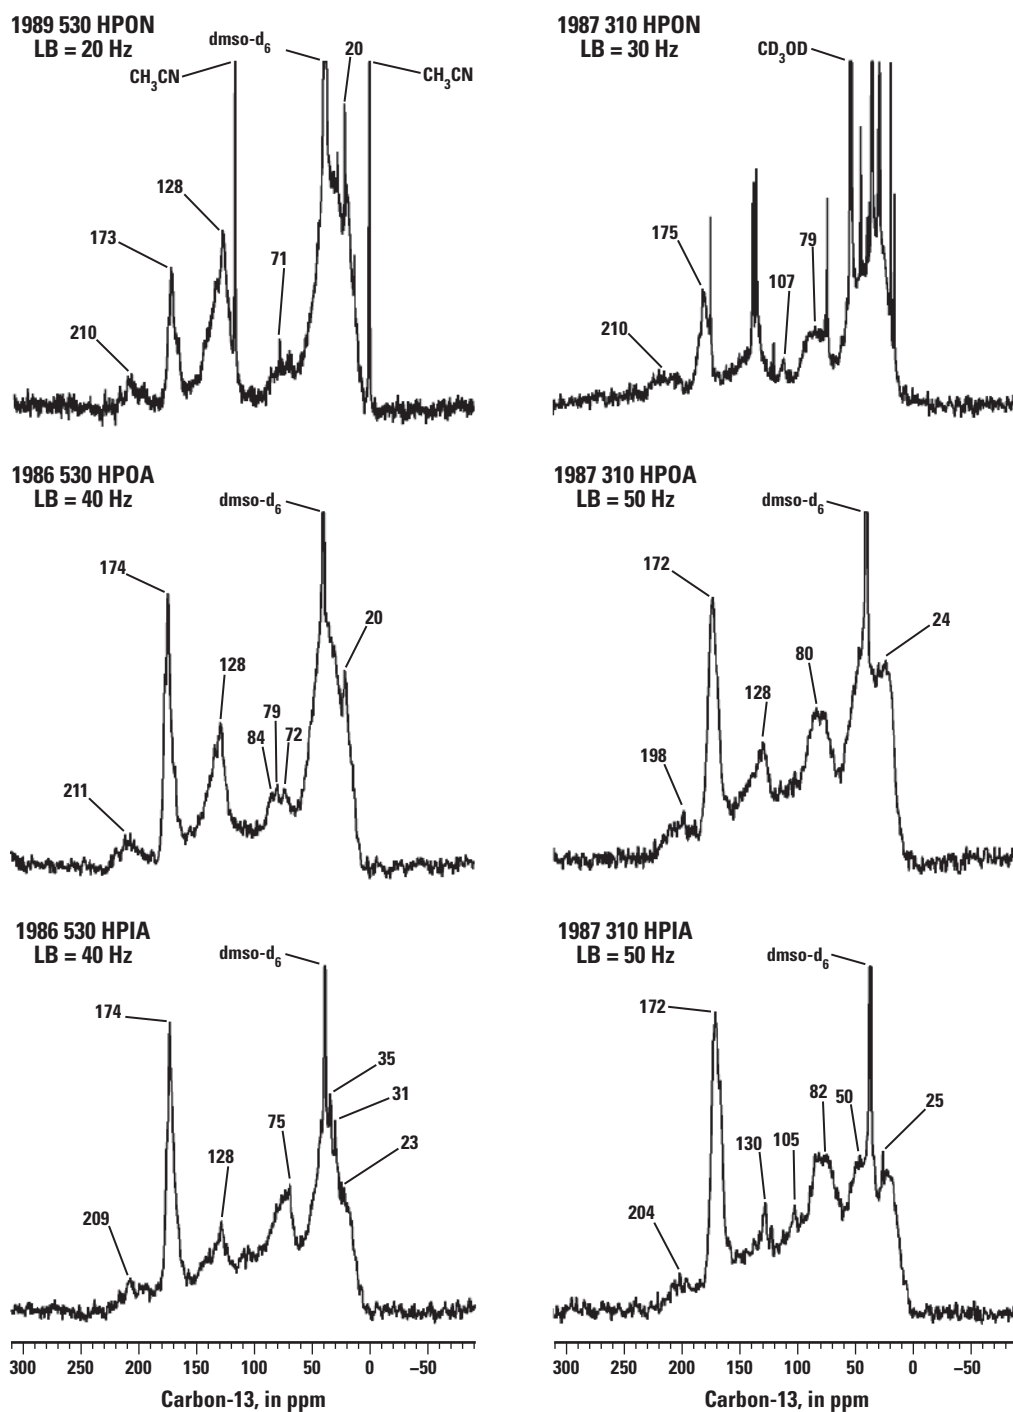 1989 530 HPON
LB = 20 Hz
dmso-d6
20
CH3CN
CH3CN
128
173
71
210
1987 310 HPON
LB = 30 Hz
CD3OD
175
79
107
210
1986 530 HPOA
LB = 40 Hz
dmso-d6
174
20
128
79
84
72
211
1987 310 HPOA
LB = 50 Hz
dmso-d6
172
24
80
128
198
1986 530 HPIA
LB = 40 Hz
dmso-d6
174
35
31
75
23
128
209
1987 310 HPIA
LB = 50 Hz
dmso-d6
172
82
50
25
130
105
204
300 250 200 150 100 50 0 –50
Carbon-13, in ppm
300 250 200 150 100 50 0 –50
Carbon-13, in ppm